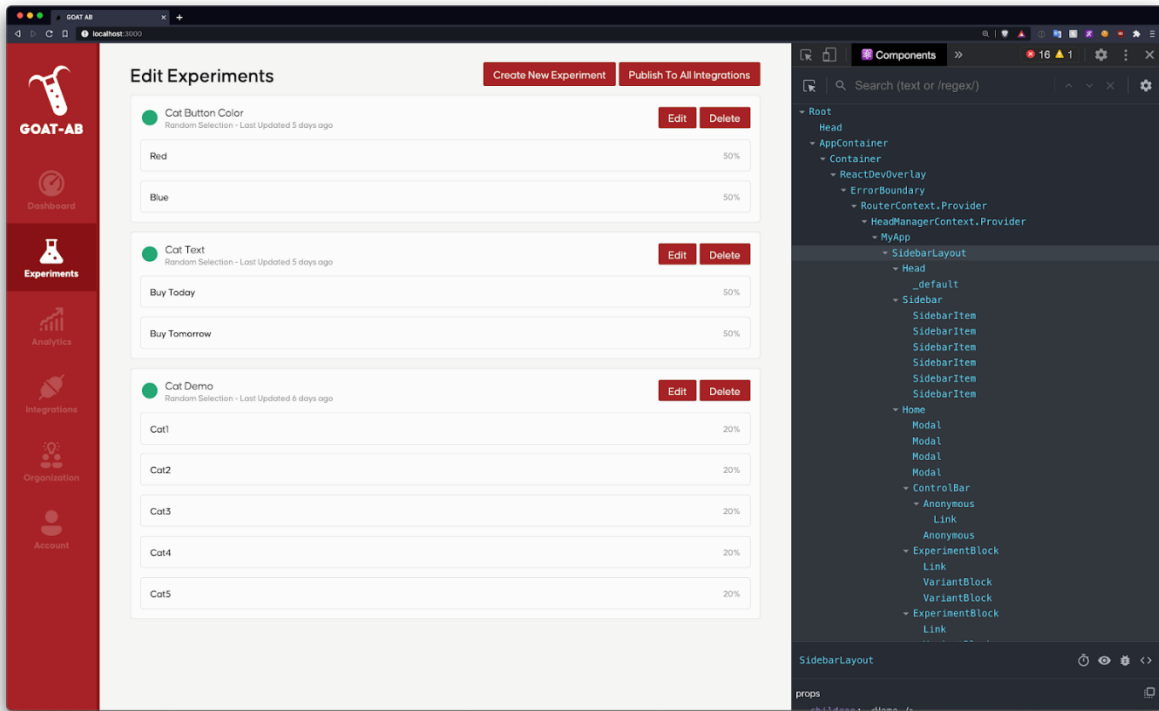 GOAT AB
localhost:3000
GOAT-AB
Dashboard
Experiments
Analytics
Integrations
Organization
Account
Edit Experiments
Create New Experiment
Publish To All Integrations
Cat Button Color
Random Selection - Last Updated 5 days ago
Edit
Delete
Red
50%
Blue
50%
Cat Text
Random Selection - Last Updated 5 days ago
Edit
Delete
Buy Today
50%
Buy Tomorrow
50%
Cat Demo
Random Selection - Last Updated 6 days ago
Edit
Delete
Cat1
20%
Cat2
20%
Cat3
20%
Cat4
20%
Cat5
20%
Components
16
1
Search (text or /regex/)
Root
Head
AppContainer
Container
ReactDevOverlay
ErrorBoundary
RouterContext.Provider
HeadManagerContext.Provider
MyApp
SidebarLayout
Head
_default
Sidebar
SidebarItem
SidebarItem
SidebarItem
SidebarItem
SidebarItem
SidebarItem
Home
Modal
Modal
Modal
Modal
ControlBar
Anonymous
Link
Anonymous
ExperimentBlock
Link
VariantBlock
VariantBlock
ExperimentBlock
Link
SidebarLayout
props